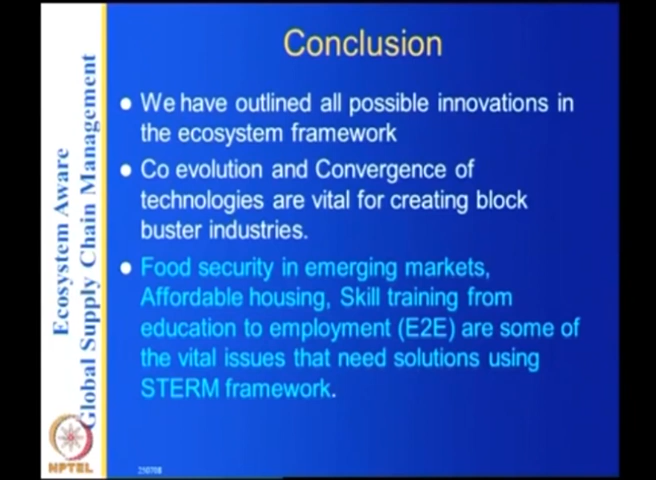 Conclusion
We have outlined all possible innovations in
the ecosystem framework
Co evolution and Convergence of
technologies are vital for creating block
buster industries.
Food security in emerging markets,
Affordable housing, Skill training from
education to employment (E2E) are some of
the vital issues that need solutions using
STERM framework.
Ecosystem Aware
Global Supply Chain Management
NPTEL